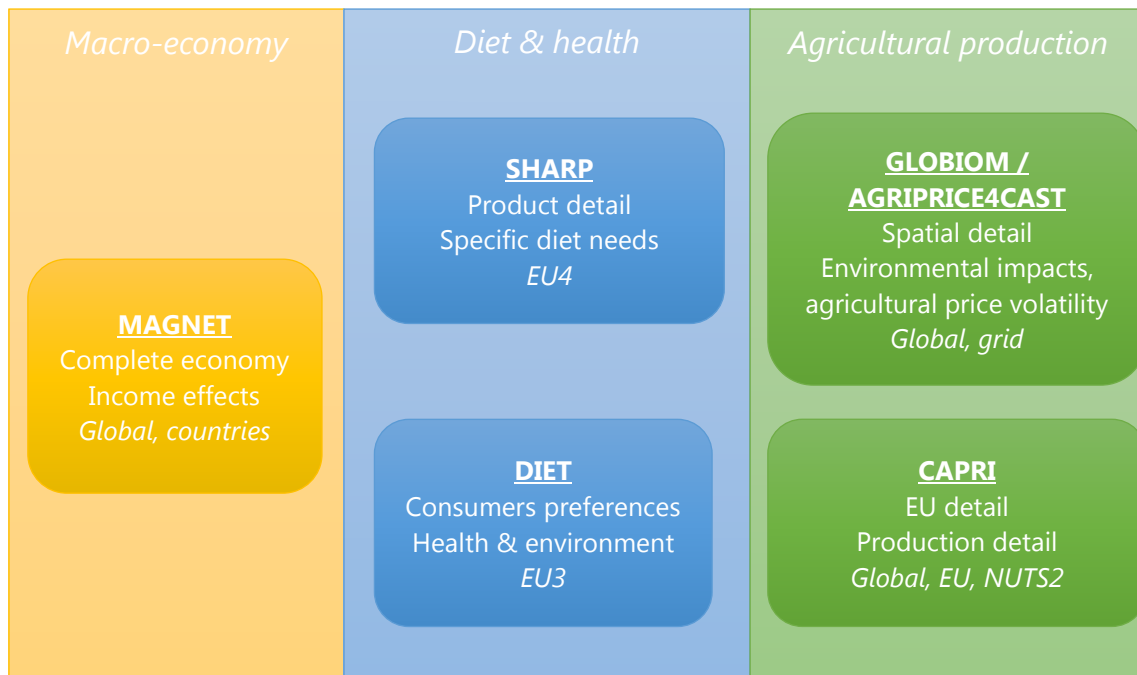 Macro-economy
MAGNET
Complete economy
Income effects
Global, countries
Diet & health
SHARP
Product detail
Specific diet needs
EU4
DIET
Consumers preferences
Health & environment
EU3
Agricultural production
GLOBIOM /
AGRIPRICE4CAST
Spatial detail
Environmental impacts,
agricultural price volatility
Global, grid
CAPRI
EU detail
Production detail
Global, EU, NUTS2